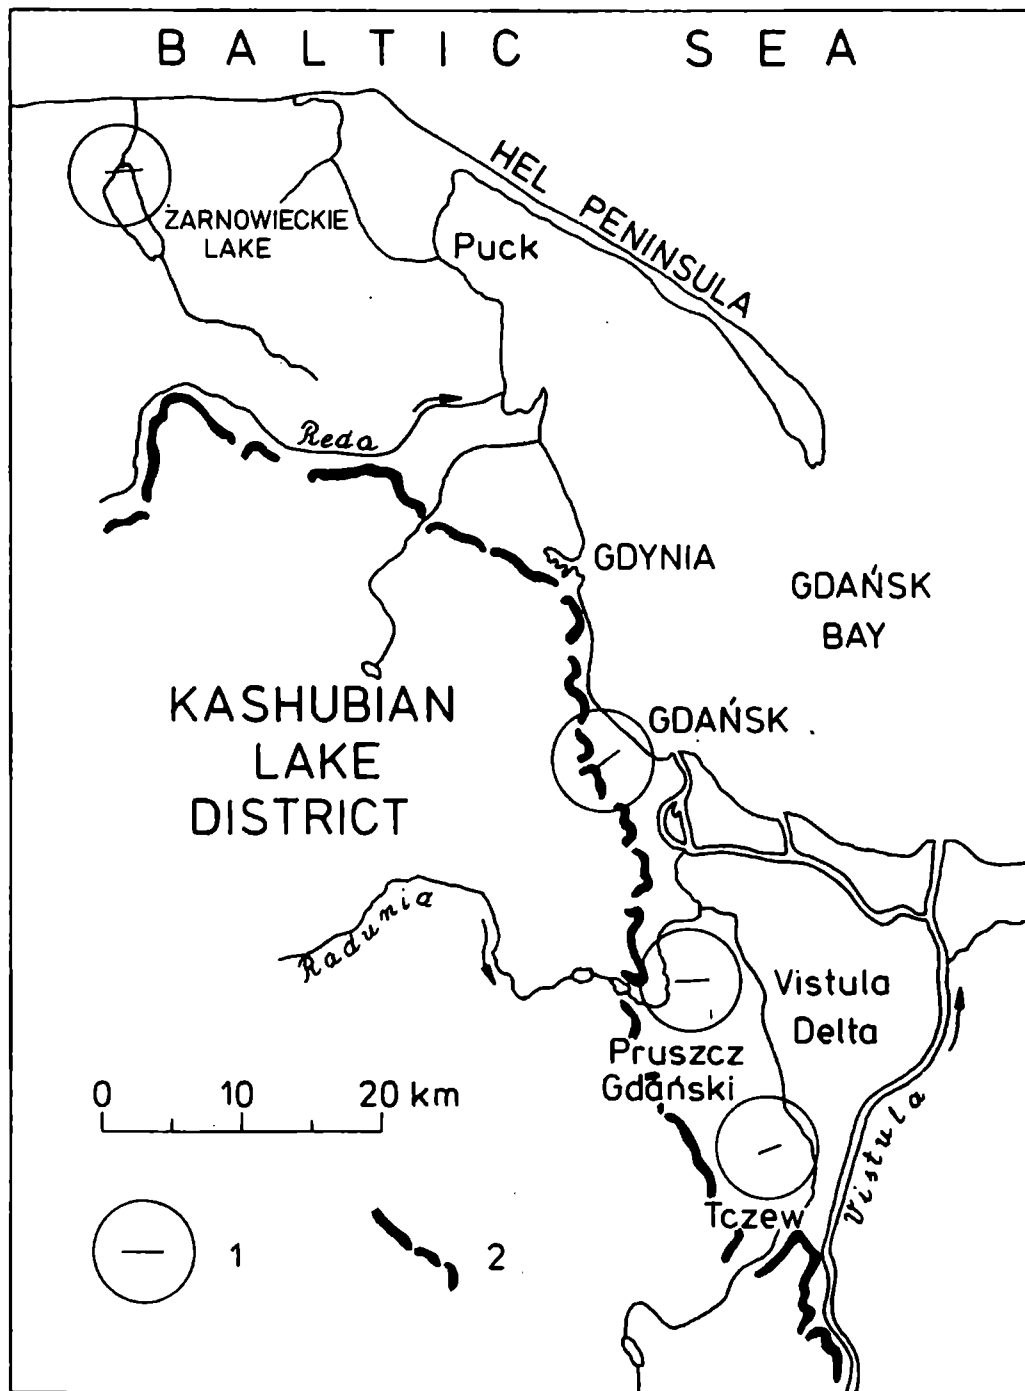 BALTIC SEA
HEL PENINSULA
ŻARNOWIECKIE
LAKE
Puck
Reda
GDYNIA
GDAŃSK
BAY
KASHUBIAN
LAKE
DISTRICT
GDAŃSK
Radunia
Vistula
Delta
Pruszcz
Gdański
0 10 20 km
Vistula
Tczew
1 2